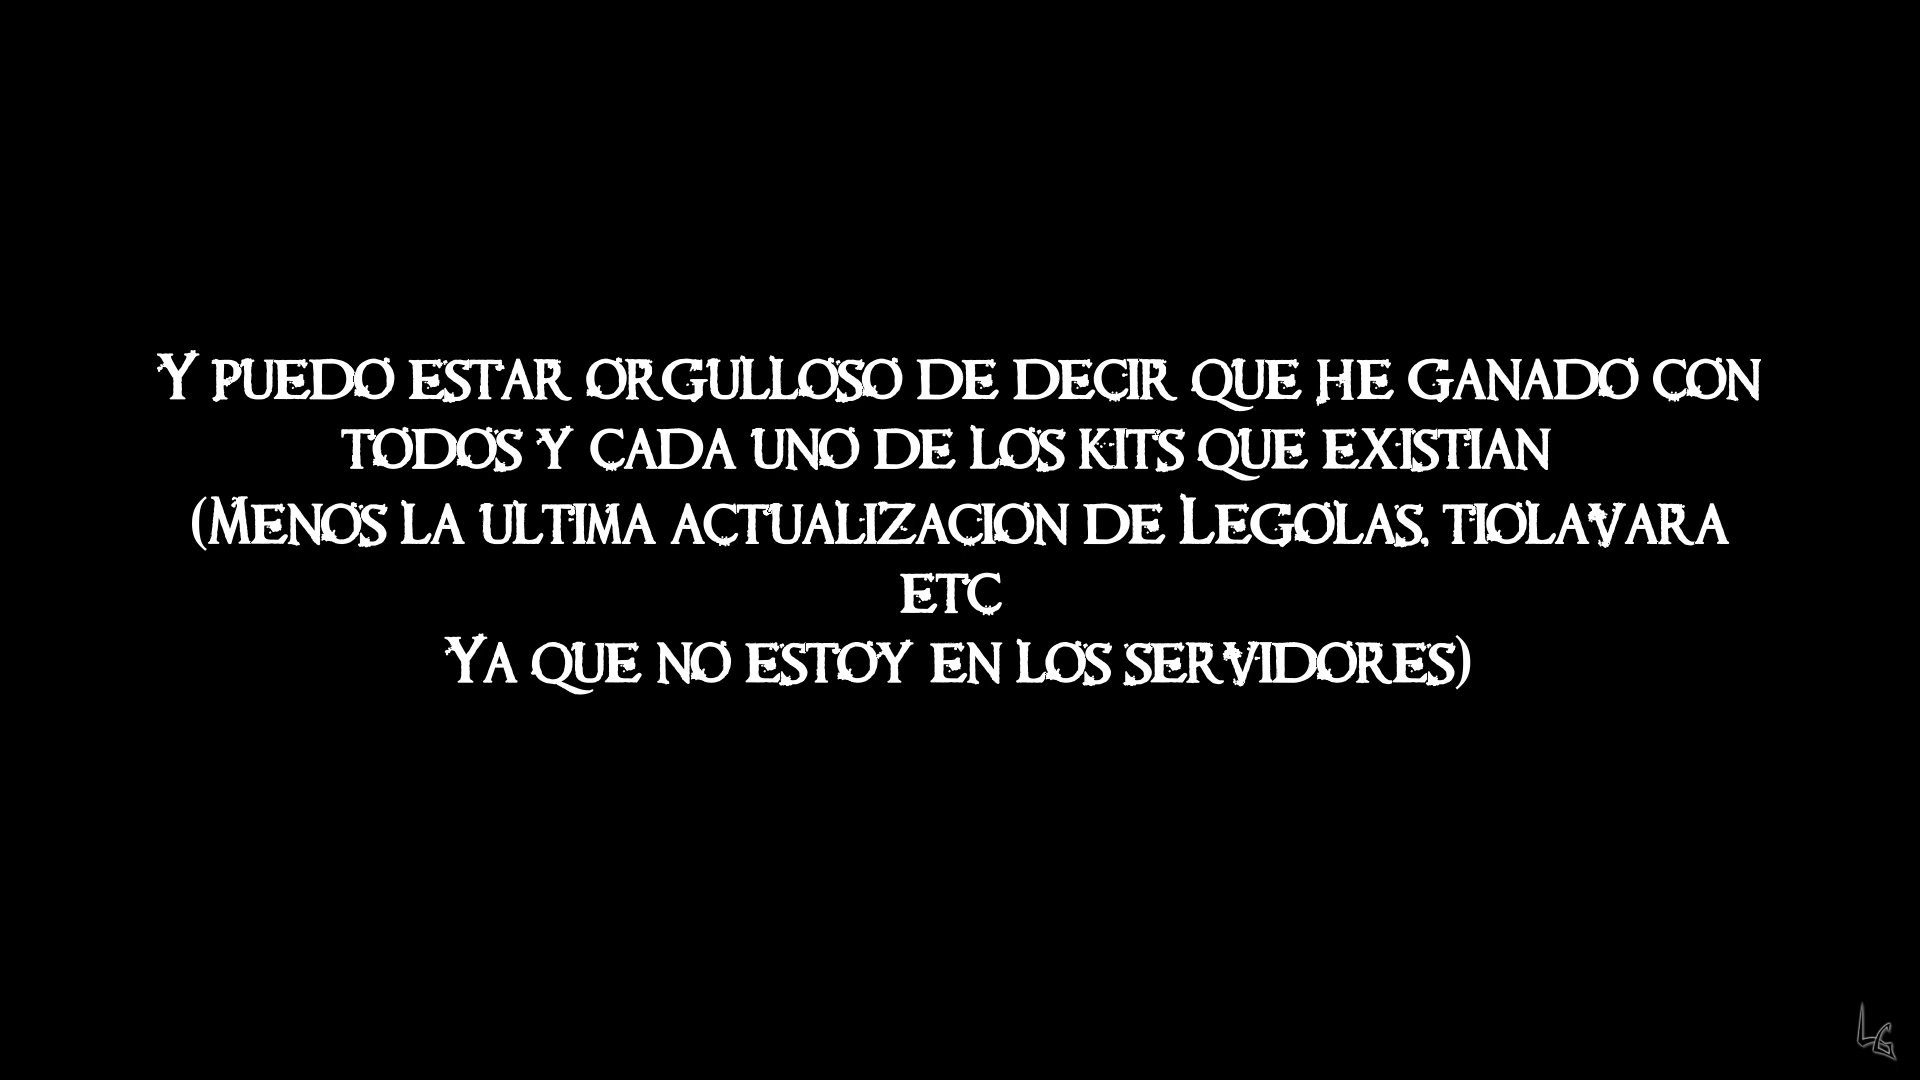 Y puedo estar orgulloso de decir que he ganado con
todos y cada uno de los kits que existian
(Menos la ultima actualizacion de Legolas, tiolavara
etc
Ya que no estoy en los servidores)
LG